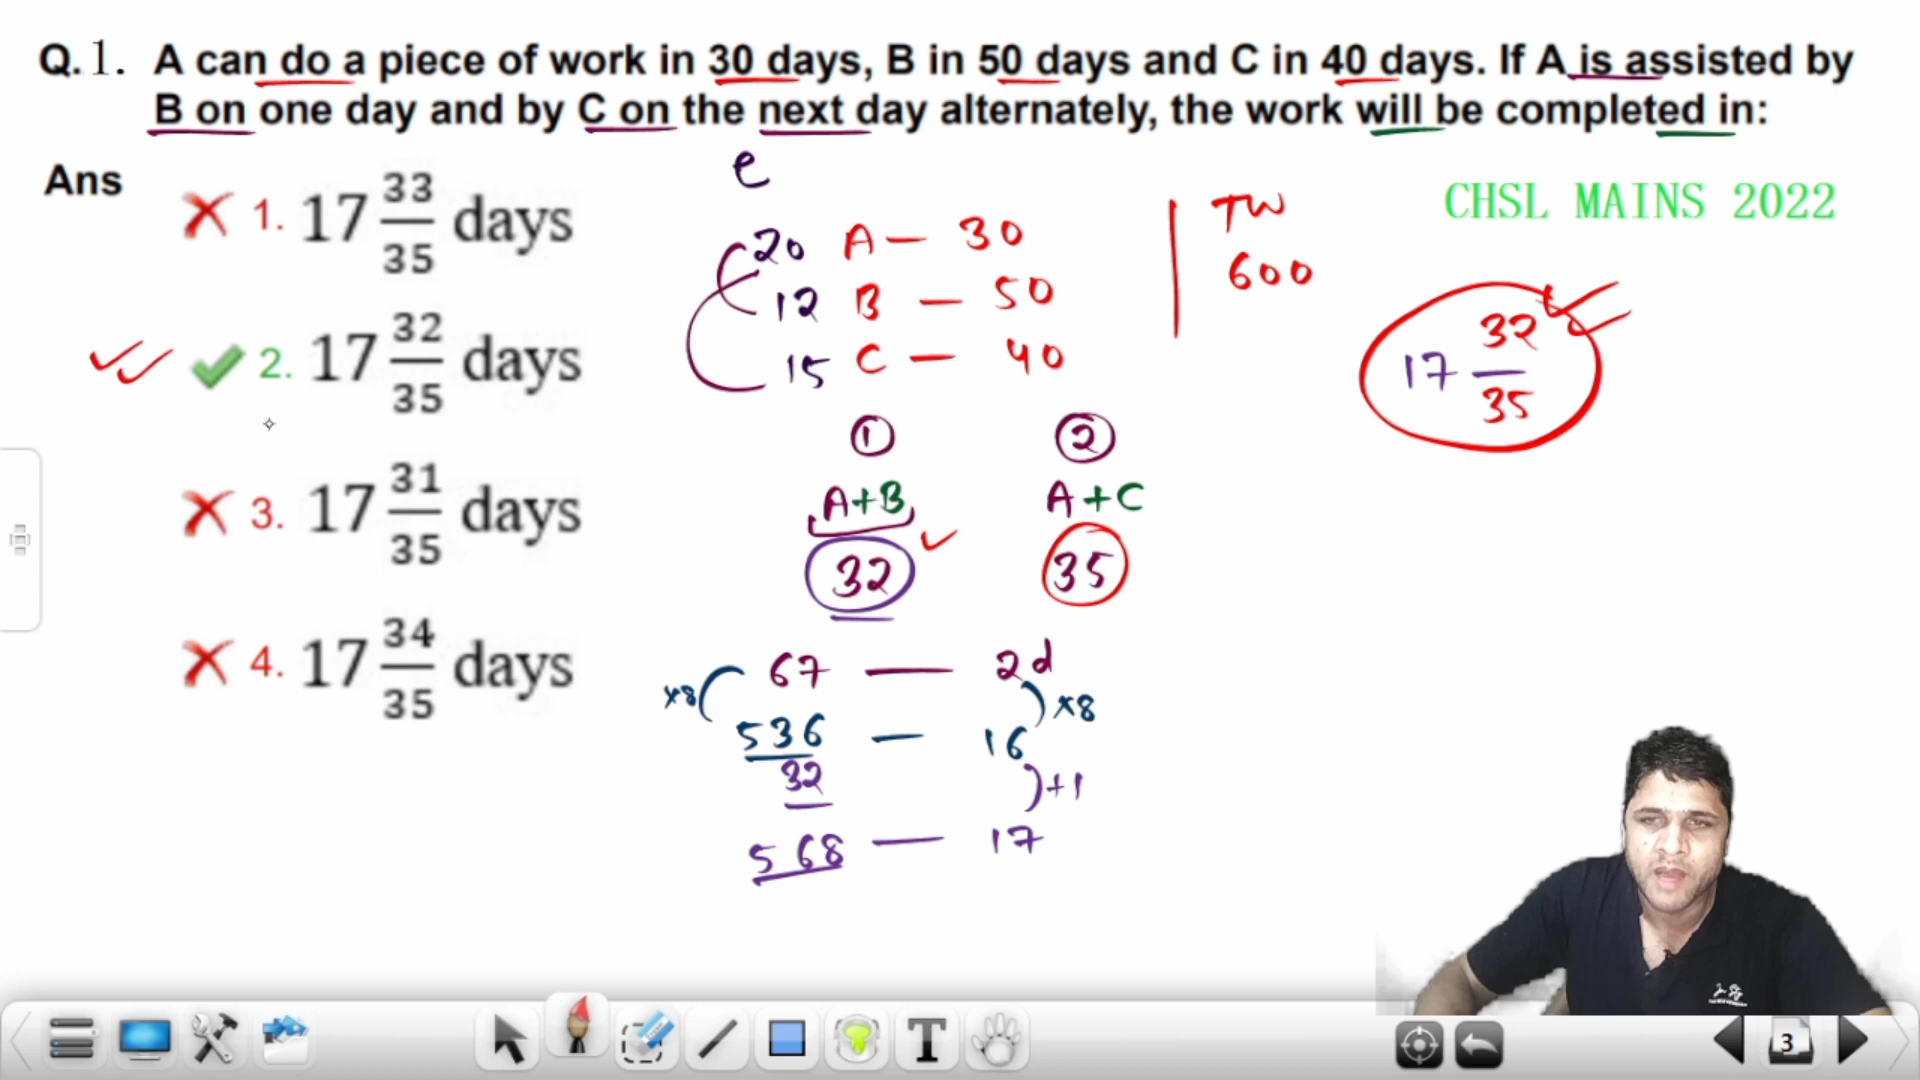 Q.1. A can do a piece of work in 30 days, B in 50 days and C in 40 days. If A is assisted by
B on one day and by C on the next day alternately, the work will be completed in:
Ans
1. 17 33/35 days
2. 17 32/35 days
3. 17 31/35 days
4. 17 34/35 days
e
20 A — 30
12 B — 50
15 C — 40
TW
600
CHSL MAINS 2022
17 32/35
1 2
A+B A+C
32 35
67 — 2d
×8 ×8
536 — 16
32 +1
568 — 17
T
3